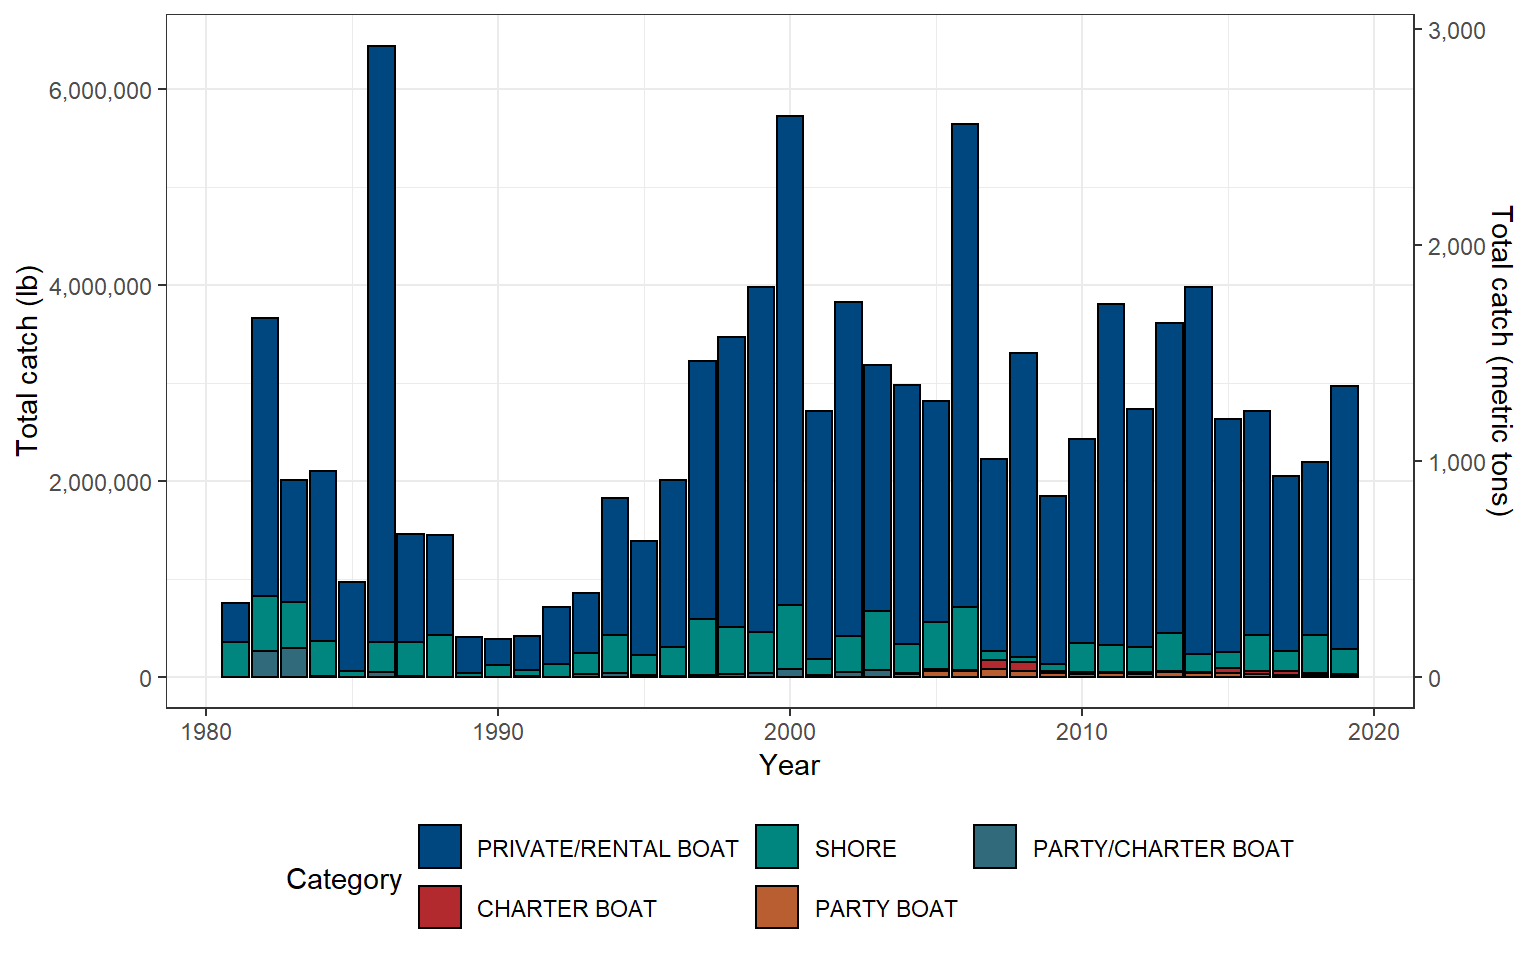 Total catch (lb)
6,000,000
4,000,000
2,000,000
0
3,000
2,000
1,000
0
Total catch (metric tons)
1980
1990
2000
2010
2020
Year
Category
PRIVATE/RENTAL BOAT
SHORE
PARTY/CHARTER BOAT
CHARTER BOAT
PARTY BOAT